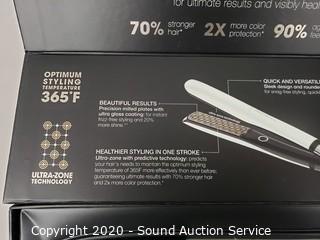 for ultimate results and visibly heal
70% stronger hair*
2X more color protection*
90%
OPTIMUM
STYLING
TEMPERATURE
365°F
ULTRA-ZONE
TECHNOLOGY
BEAUTIFUL RESULTS
Precision milled plates with
ultra gloss coating: for instant
frizz-free styling and 20%
more shine
HEALTHIER STYLING IN ONE STROKE
Ultra-zone with predictive technology: predicts
your hair's needs to maintain the optimum styling
temperature of 365°F more effectively than ever before;
guaranteeing ultimate results with 70% stronger hair
and 2x more color protection.*
QUICK AND VERSATILE
Sleek design and rounded
for snag-free styling, quick
Copyright 2020 - Sound Auction Service